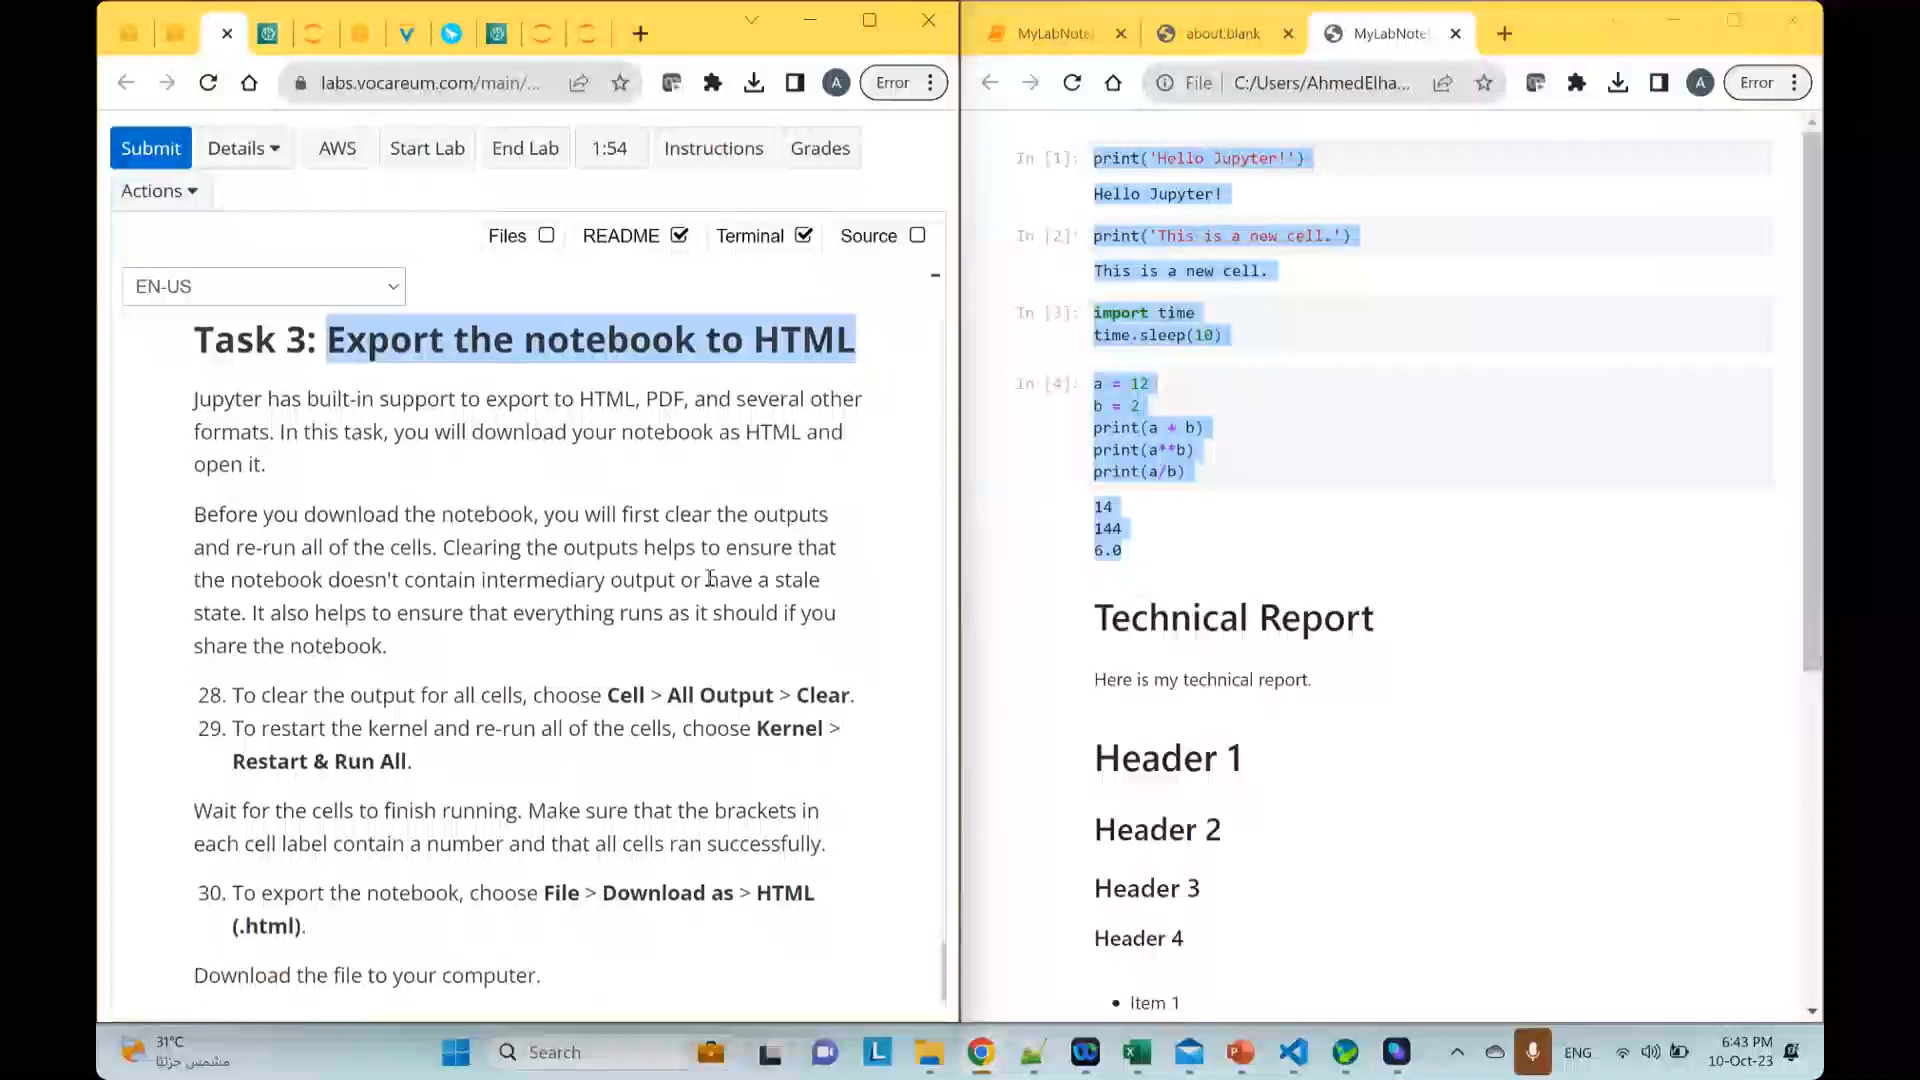 MyLabNote
about:blank
MyLabNote
labs.vocareum.com/main/...
A
Error
File
C:/Users/AhmedElha...
A
Error
Submit
Details
AWS
Start Lab
End Lab
1:54
Instructions
Grades
Actions
Files
README
Terminal
Source
EN-US
Task 3: Export the notebook to HTML
Jupyter has built-in support to export to HTML, PDF, and several other
formats. In this task, you will download your notebook as HTML and
open it.
Before you download the notebook, you will first clear the outputs
and re-run all of the cells. Clearing the outputs helps to ensure that
the notebook doesn't contain intermediary output or have a stale
state. It also helps to ensure that everything runs as it should if you
share the notebook.
28. To clear the output for all cells, choose Cell > All Output > Clear.
29. To restart the kernel and re-run all of the cells, choose Kernel >
Restart & Run All.
Wait for the cells to finish running. Make sure that the brackets in
each cell label contain a number and that all cells ran successfully.
30. To export the notebook, choose File > Download as > HTML
(.html).
Download the file to your computer.
In [1]: print('Hello Jupyter!')
Hello Jupyter!
In [2]: print('This is a new cell.')
This is a new cell.
In [3]: import time
time.sleep(10)
In [4]: a = 12
b = 2
print(a + b)
print(a**b)
print(a/b)
14
144
6.0
Technical Report
Here is my technical report.
Header 1
Header 2
Header 3
Header 4
• Item 1
31°C
مشمس جزئيًا
Search
ENG
6:43 PM
10-Oct-23